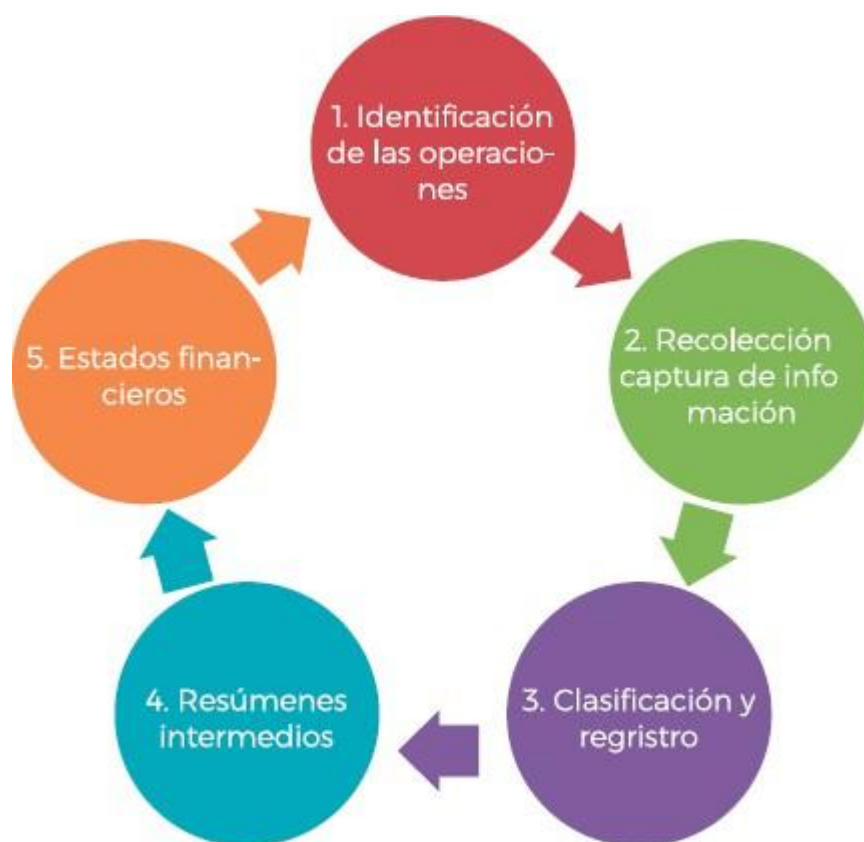 1. Identificación
de las operacio-
nes
2. Recolección
captura de info
mación
3. Clasificación y
regristro
4. Resúmenes
intermedios
5. Estados finan-
cieros